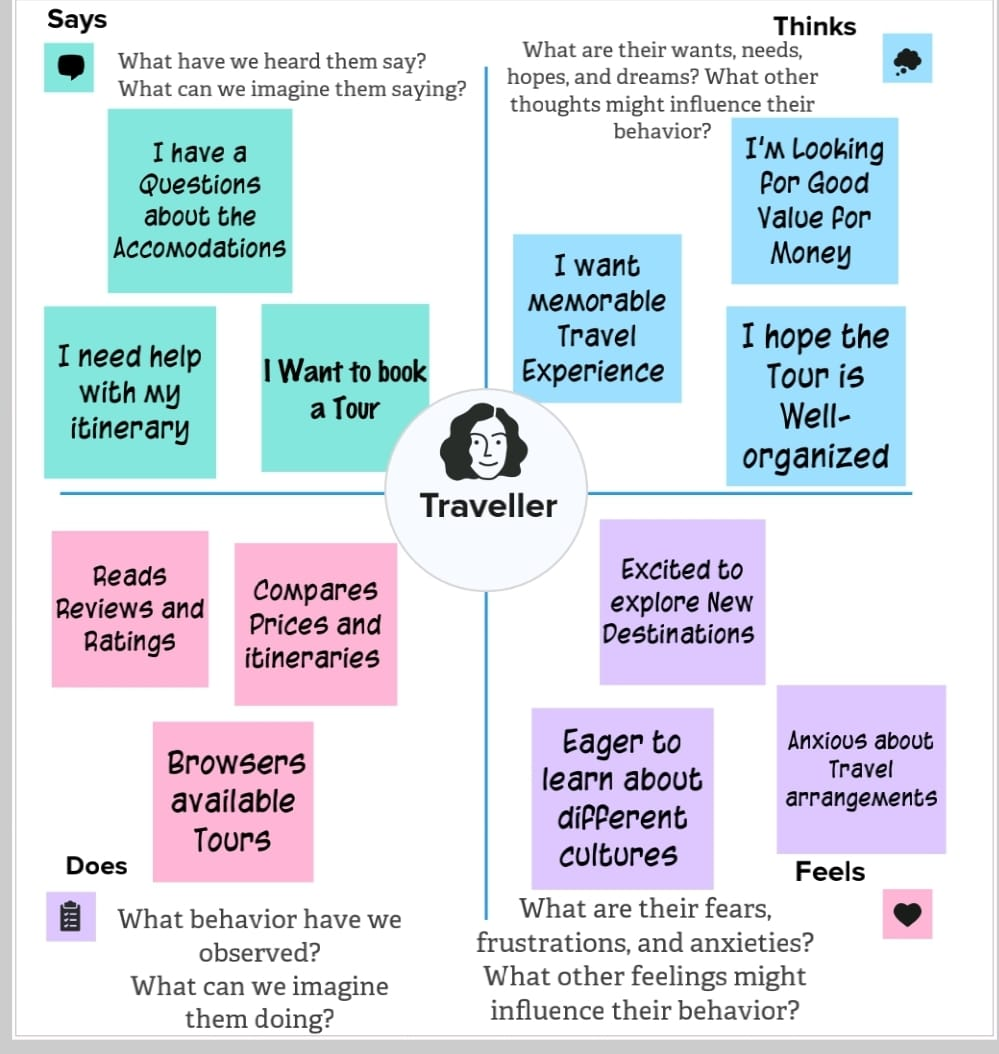 Says
What have we heard them say?
What can we imagine them saying?
I have a
Questions
about the
Accomodations
I need help
with my
itinerary
I Want to book
a Tour
Thinks
What are their wants, needs,
hopes, and dreams? What other
thoughts might influence their
behavior?
I'm Looking
for Good
Value for
Money
I want
memorable
Travel
Experience
I hope the
Tour is
Well-
organized
Traveller
Reads
Reviews and
Ratings
Compares
Prices and
itineraries
Browsers
available
Tours
Does
What behavior have we
observed?
What can we imagine
them doing?
Excited to
explore New
Destinations
Eager to
learn about
different
cultures
Anxious about
Travel
arrangements
Feels
What are their fears,
frustrations, and anxieties?
What other feelings might
influence their behavior?